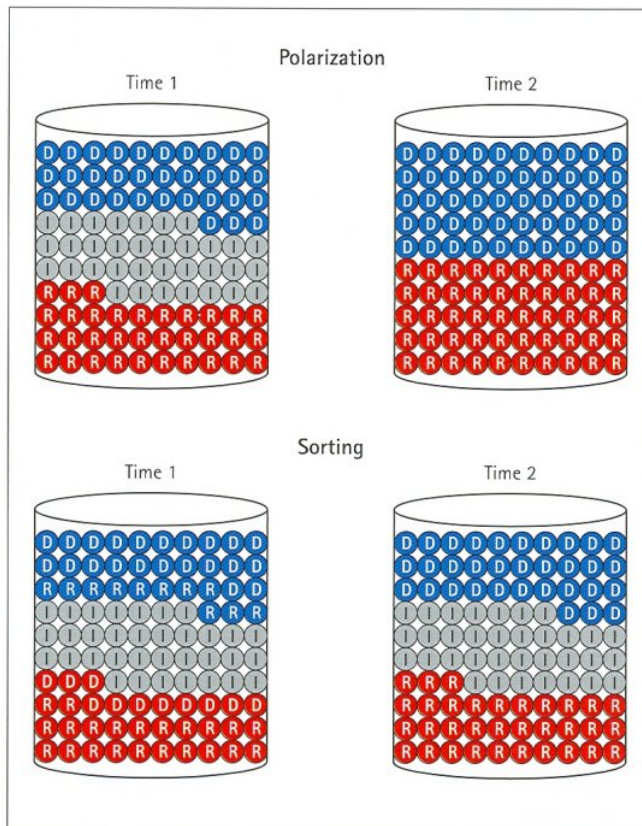 Polarization
Time 1
D D D D D D D D D D
D D D D D D D D D D
D D D D D D D D D D
I I I I I I I D D D
I I I I I I I I I I
I I I I I I I I I I
R R R I I I I I I I
R R R R R R R R R R
R R R R R R R R R R
R R R R R R R R R R
Time 2
D D D D D D D D D D
D D D D D D D D D D
D D D D D D D D D D
D D D D D D D D D D
D D D D D D D D D D
R R R R R R R R R R
R R R R R R R R R R
R R R R R R R R R R
R R R R R R R R R R
R R R R R R R R R R
Sorting
Time 1
D D D D D D D D D D
D D D D D D D D D D
R R R R R R R R D D
I I I I I I I R R R
I I I I I I I I I I
I I I I I I I I I I
D D D I I I I I I I
R R D D D D D D D D
R R R R R R R R R R
R R R R R R R R R R
Time 2
D D D D D D D D D D
D D D D D D D D D D
D D D D D D D D D D
I I I I I I I D D D
I I I I I I I I I I
I I I I I I I I I I
R R R I I I I I I I
R R R R R R R R R R
R R R R R R R R R R
R R R R R R R R R R